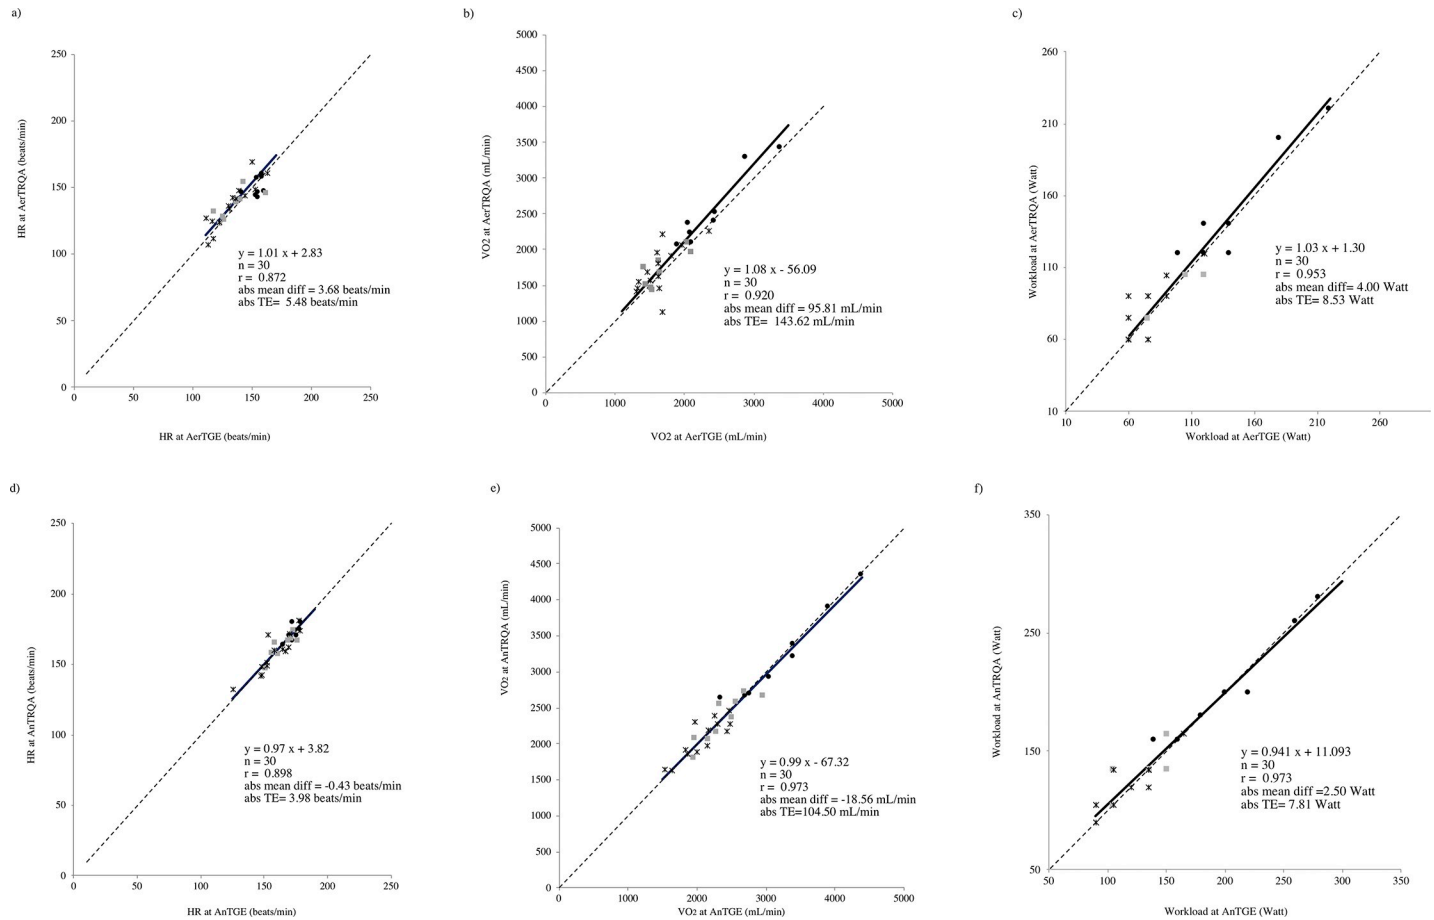 a)
250
200
150
100
50
0
0 50 100 150 200 250
HR at AerTRQA (beats/min)
HR at AerTGE (beats/min)
y = 1.01 x + 2.83
n = 30
r = 0.872
abs mean diff = 3.68 beats/min
abs TE= 5.48 beats/min
b)
5000
4500
4000
3500
3000
2500
2000
1500
1000
500
0
0 1000 2000 3000 4000 5000
VO2 at AerTRQA (mL/min)
VO2 at AerTGE (mL/min)
y = 1.08 x - 56.09
n = 30
r = 0.920
abs mean diff = 95.81 mL/min
abs TE= 143.62 mL/min
c)
260
210
160
110
60
10
10 60 110 160 210 260
Workload at AerTRQA (Watt)
Workload at AerTGE (Watt)
y = 1.03 x + 1.30
n = 30
r = 0.953
abs mean diff= 4.00 Watt
abs TE= 8.53 Watt
d)
250
200
150
100
50
0
0 50 100 150 200 250
HR at AnTRQA (beats/min)
HR at AnTGE (beats/min)
y = 0.97 x + 3.82
n = 30
r = 0.898
abs mean diff = -0.43 beats/min
abs TE= 3.98 beats/min
e)
5000
4500
4000
3500
3000
2500
2000
1500
1000
500
0
0 1000 2000 3000 4000 5000
VO2 at AnTRQA (mL/min)
VO2 at AnTGE (mL/min)
y = 0.99 x - 67.32
n = 30
r = 0.973
abs mean diff = -18.56 mL/min
abs TE=104.50 mL/min
f)
350
250
150
50
50 100 150 200 250 300 350
Workload at AnTRQA (Watt)
Workload at AnTGE (Watt)
y = 0.941 x + 11.093
n = 30
r = 0.973
abs mean diff =2.50 Watt
abs TE= 7.81 Watt